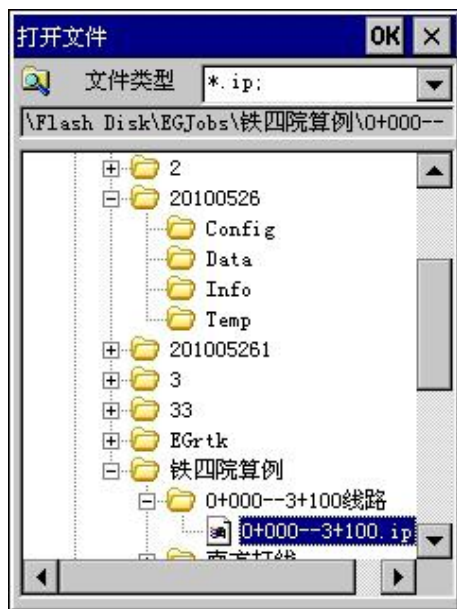 打开文件 OK ×
文件类型 *.ip;
\Flash Disk\EGJobs\铁四院算例\0+000--
2
20100526
Config
Data
Info
Temp
201005261
3
33
EGrtk
铁四院算例
0+000--3+100线路
0+000--3+100.ip